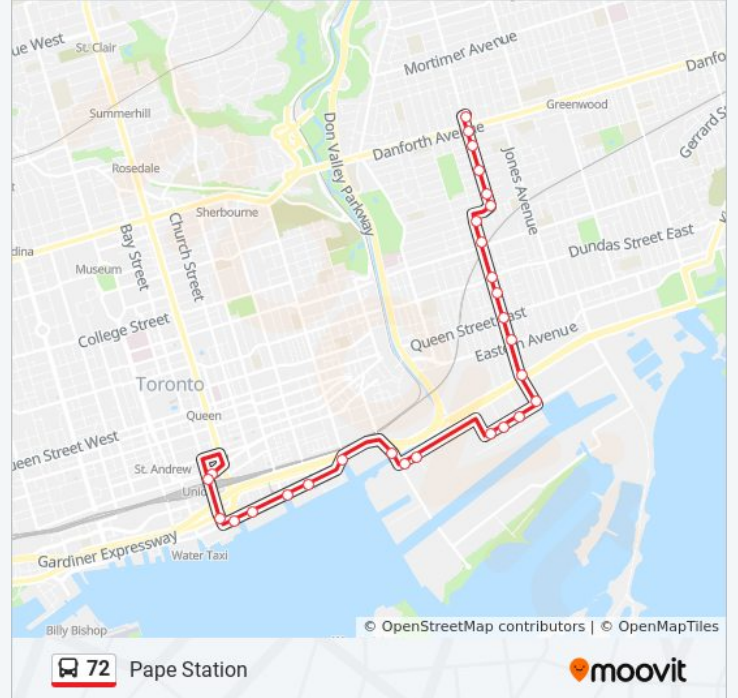 ue West
St. Clair
Mortimer Avenue
Danfo
Summerhill
Greenwood
Don Valley Parkway
Danforth Avenue
Gerrard S
Jones Avenue
Rosedale
Sherbourne
Church Street
Bay Street
dina
Museum
Dundas Street East
College Street
Queen Street East
Eastern Avenue
Toronto
Queen
ueen Street West
St. Andrew
Union
Gardiner Expressway
Water Taxi
Billy Bishop
© OpenStreetMap contributors | © OpenMapTiles
72 Pape Station
moovit